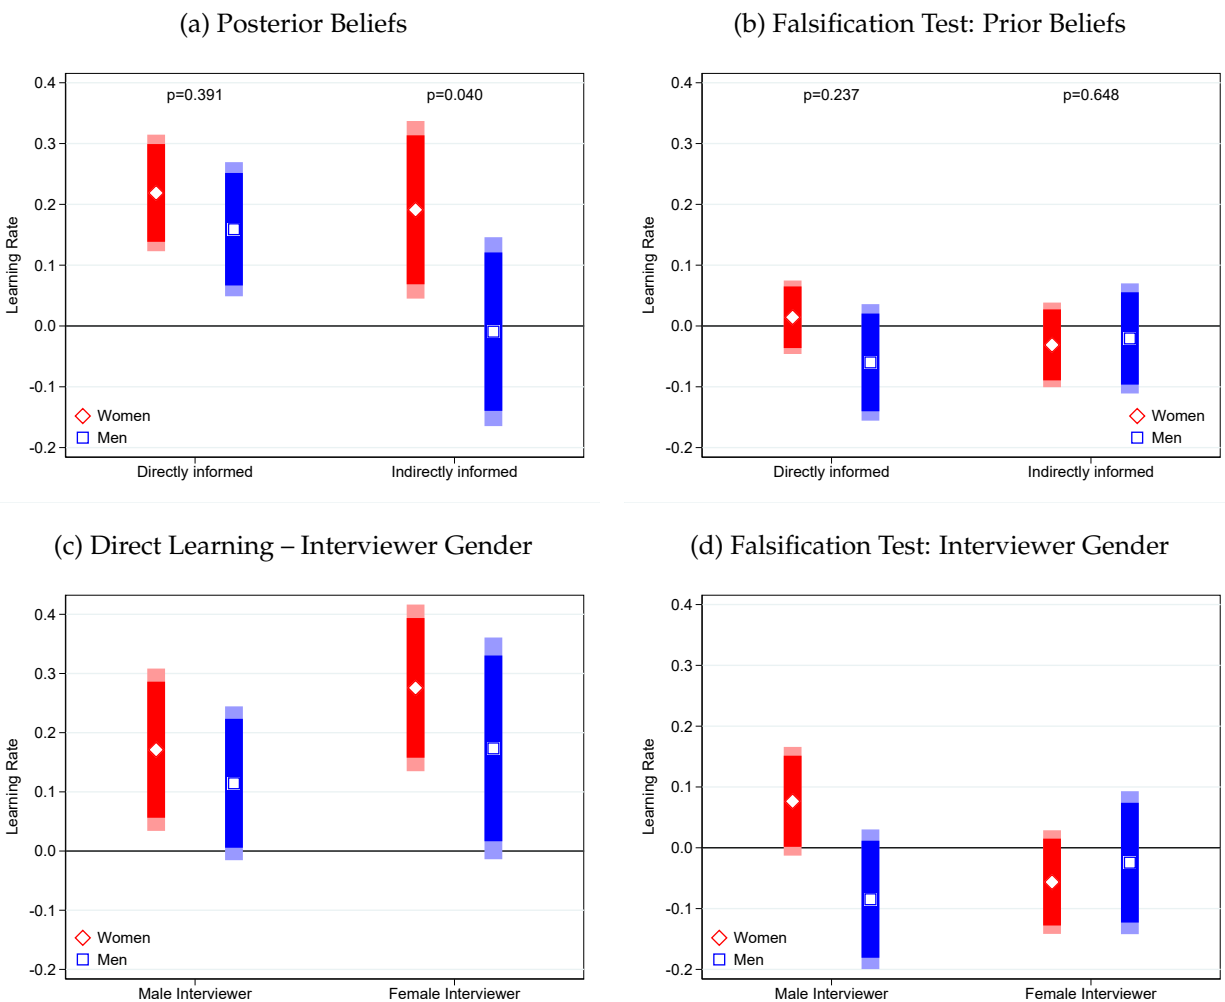 (a) Posterior Beliefs
Learning Rate
0.4
0.3
0.2
0.1
0.0
-0.1
-0.2
p=0.391
p=0.040
Women
Men
Directly informed
Indirectly informed
(b) Falsification Test: Prior Beliefs
Learning Rate
0.4
0.3
0.2
0.1
0.0
-0.1
-0.2
p=0.237
p=0.648
Women
Men
Directly informed
Indirectly informed
(c) Direct Learning – Interviewer Gender
Learning Rate
0.4
0.3
0.2
0.1
0.0
-0.1
-0.2
Women
Men
Male Interviewer
Female Interviewer
(d) Falsification Test: Interviewer Gender
Learning Rate
0.4
0.3
0.2
0.1
0.0
-0.1
-0.2
Women
Men
Male Interviewer
Female Interviewer